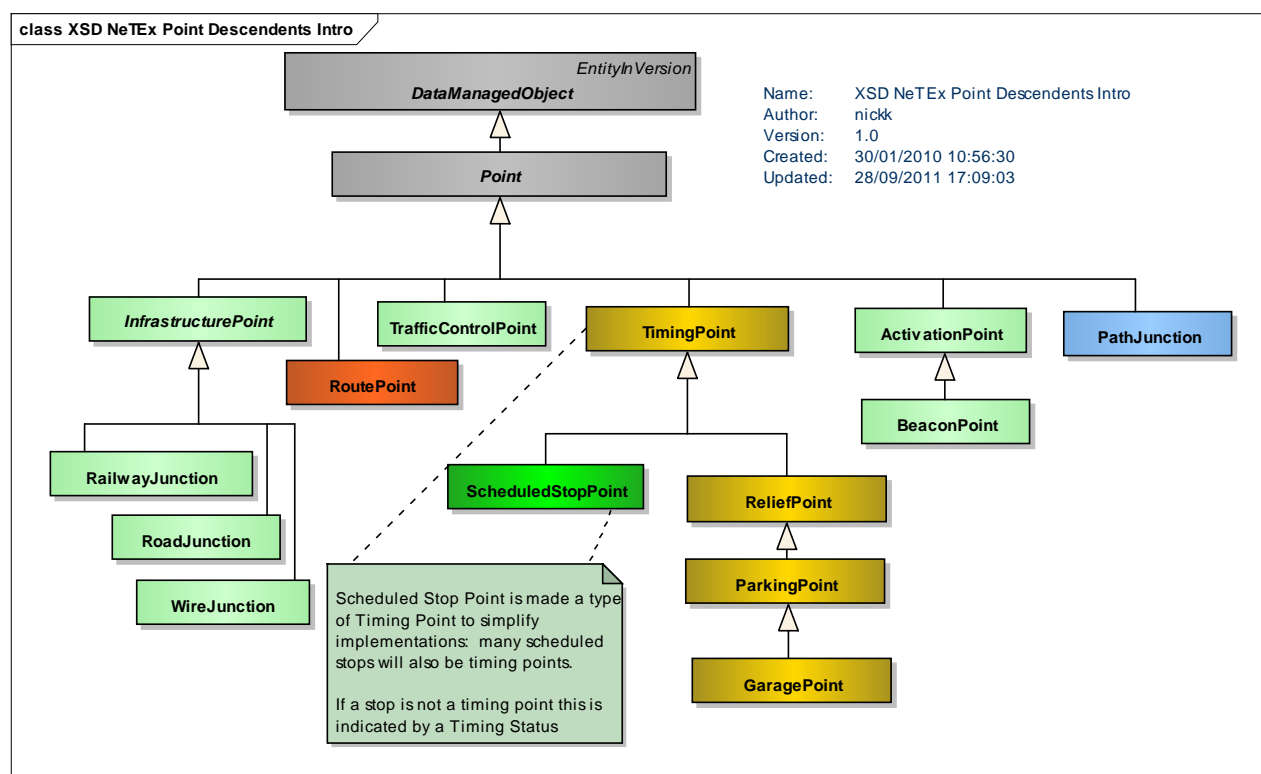 class XSD NeTEx Point Descendents Intro
EntityInVersion
DataManagedObject
Name: XSD NeTEx Point Descendents Intro
Author: nickk
Version: 1.0
Created: 30/01/2010 10:56:30
Updated: 28/09/2011 17:09:03
Point
InfrastructurePoint
TrafficControlPoint
TimingPoint
ActivationPoint
PathJunction
RoutePoint
BeaconPoint
RailwayJunction
ScheduledStopPoint
ReliefPoint
RoadJunction
ParkingPoint
WireJunction
Scheduled Stop Point is made a type
of Timing Point to simplify
implementations: many scheduled
stops will also be timing points.
If a stop is not a timing point this is
indicated by a Timing Status
GaragePoint